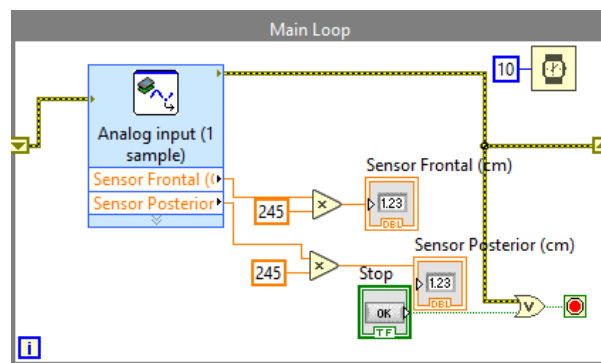 Main Loop
10
Analog input (1
sample)
Sensor Frontal (
Sensor Posterior
Sensor Frontal (cm)
245
1.23
DBL
Sensor Posterior (cm)
245
1.23
DBL
Stop
OK
TF
V
i